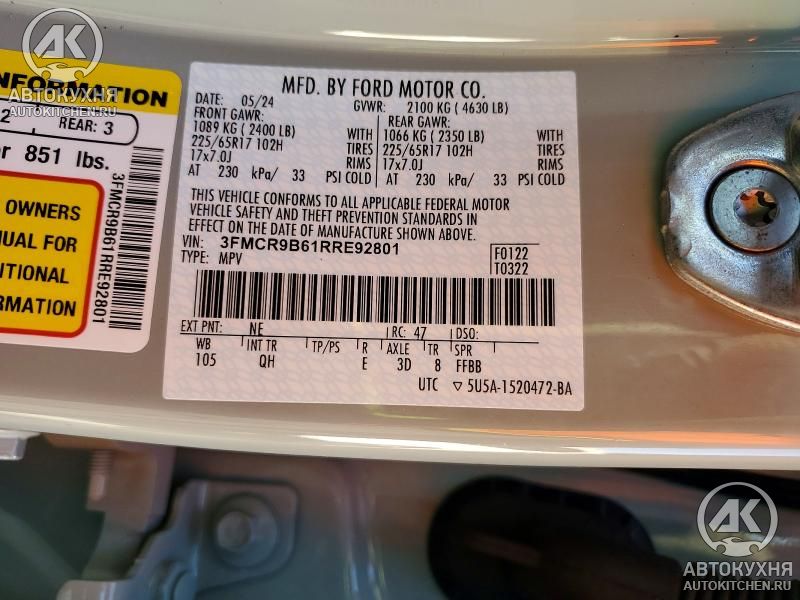 AK
АВТОКУХНЯ
AUTOKITCHEN.RU
INFORMATION
2 REAR: 3
or 851 lbs.
OWNERS
FOR
3FMCR9B61RRE92801
MFD. BY FORD MOTOR CO.
DATE: 05/24 GVWR: 2100 KG ( 4630 LB)
FRONT GAWR: REAR GAWR:
1089 KG (2400 LB) WITH 1066 KG ( 2350 LB) WITH
225/65R17 102H TIRES 225/65R17 102H TIRES
17x7.0J RIMS 17x7.0J RIMS
AT 230 kPa/ 33 PSI COLD AT 230 kPa/ 33 PSI COLD
THIS VEHICLE CONFORMS TO ALL APPLICABLE FEDERAL MOTOR
VEHICLE SAFETY AND THEFT PREVENTION STANDARDS IN
EFFECT ON THE DATE OF MANUFACTURE SHOWN ABOVE.
VIN: 3FMCR9B61RRE92801 F0122
TYPE: MPV T0322
EXT PNT: NE RC: 47 DSO:
WB INT TR TP/PS R AXLE TR SPR
105 QH E 3D 8 FFBB
UTC ▽ 5U5A-1520472-BA
AK
АВТОКУХНЯ
AUTOKITCHEN.RU